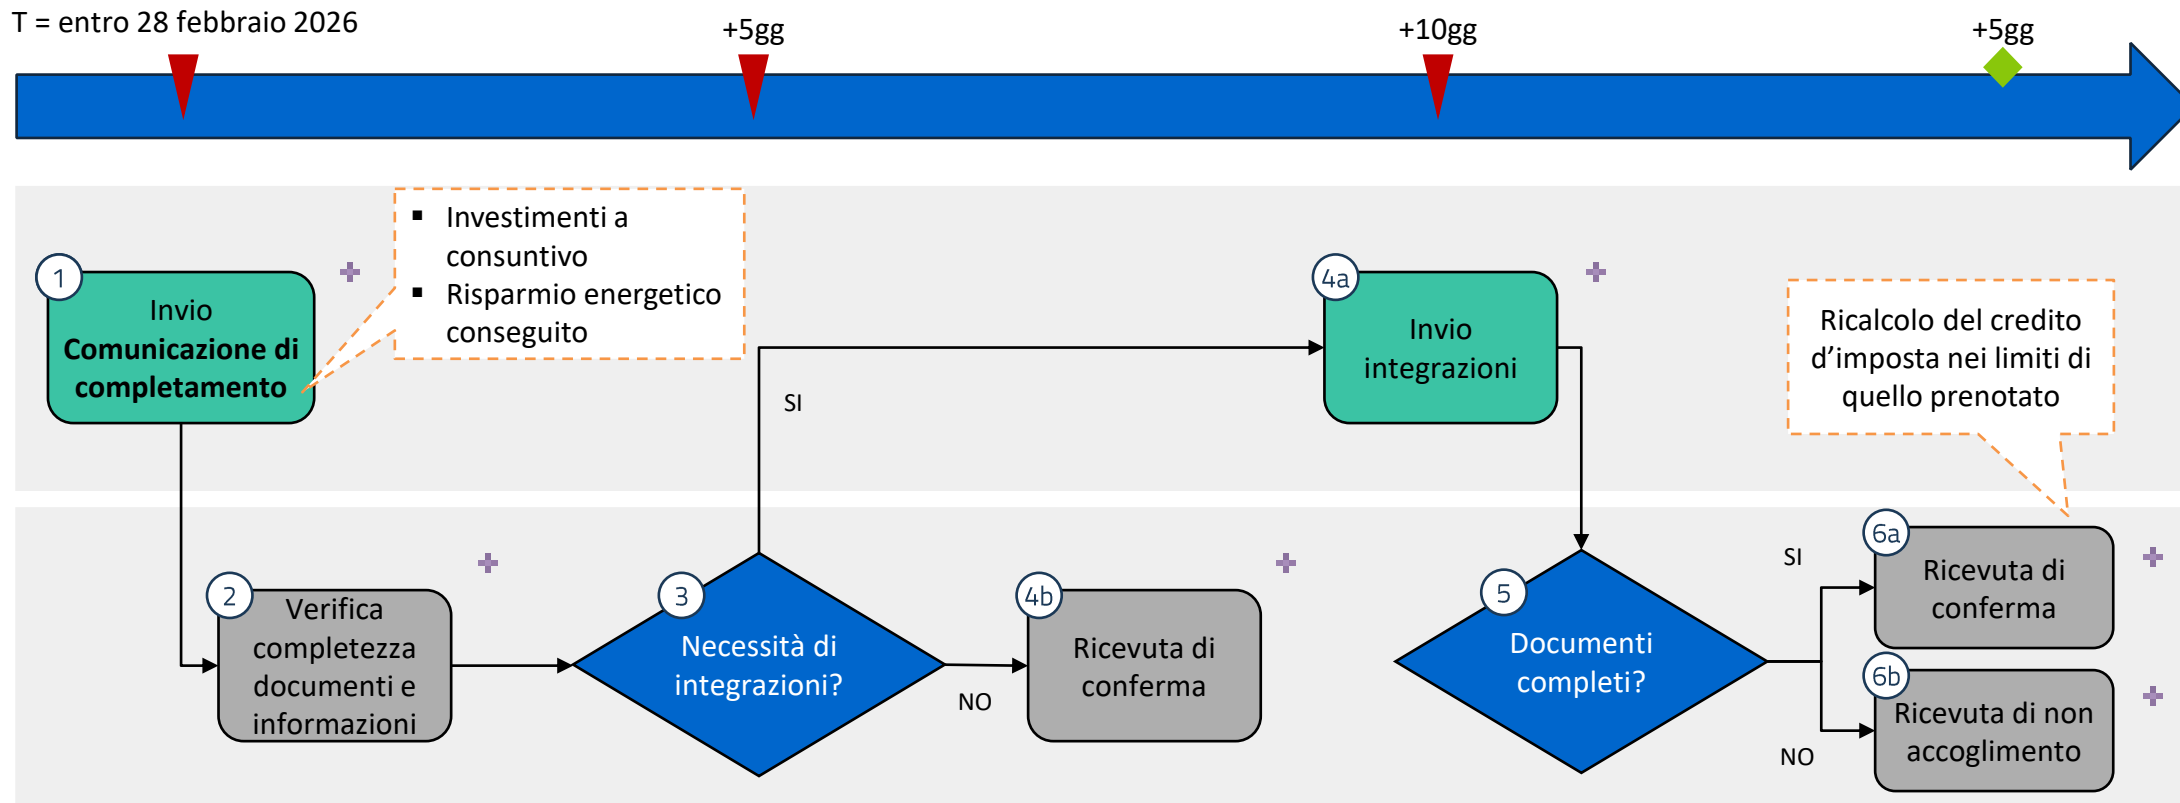 T = entro 28 febbraio 2026
+5gg
+10gg
+5gg
1
Invio
Comunicazione di
completamento
▪ Investimenti a
consuntivo
▪ Risparmio energetico
conseguito
SI
4a
Invio
integrazioni
Ricalcolo del credito
d’imposta nei limiti di
quello prenotato
2
Verifica
completezza
documenti e
informazioni
3
Necessità di
integrazioni?
NO
4b
Ricevuta di
conferma
5
Documenti
completi?
SI
NO
6a
Ricevuta di
conferma
6b
Ricevuta di non
accoglimento